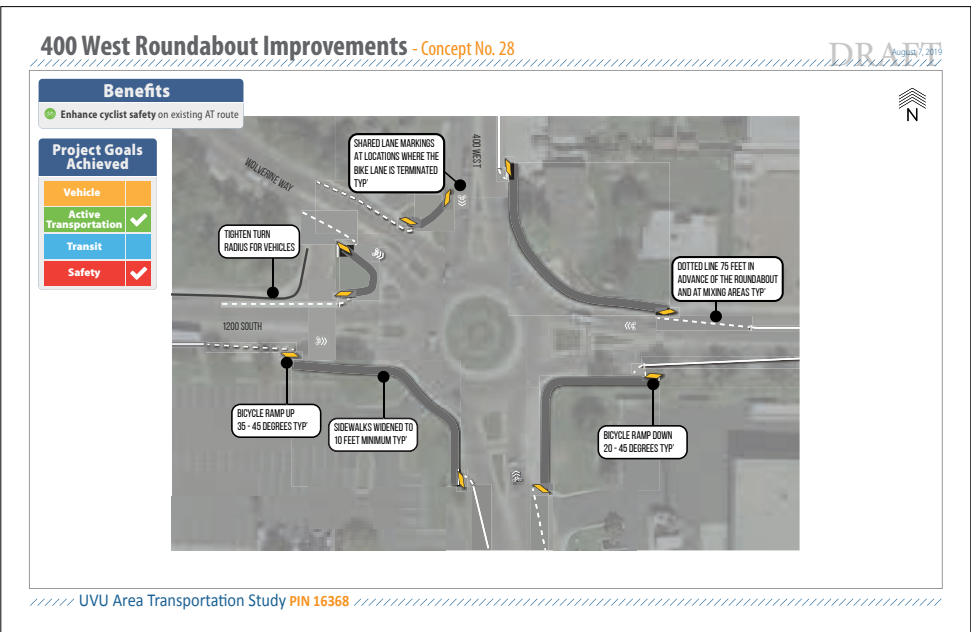 400 West Roundabout Improvements - Concept No. 28
DRAFT
August 7, 2019
Benefits
Enhance cyclist safety on existing AT route
Project Goals
Achieved
Vehicle
Active
Transportation
Transit
Safety
N
WOLVERINE WAY
400 WEST
SHARED LANE MARKINGS
AT LOCATIONS WHERE THE
BIKE LANE IS TERMINATED
TYP'
TIGHTEN TURN
RADIUS FOR VEHICLES
DOTTED LINE 75 FEET IN
ADVANCE OF THE ROUNDABOUT
AND AT MIXING AREAS TYP'
1200 SOUTH
BICYCLE RAMP UP
35 - 45 DEGREES TYP'
SIDEWALKS WIDENED TO
10 FEET MINIMUM TYP'
BICYCLE RAMP DOWN
20 - 45 DEGREES TYP'
UVU Area Transportation Study PIN 16368